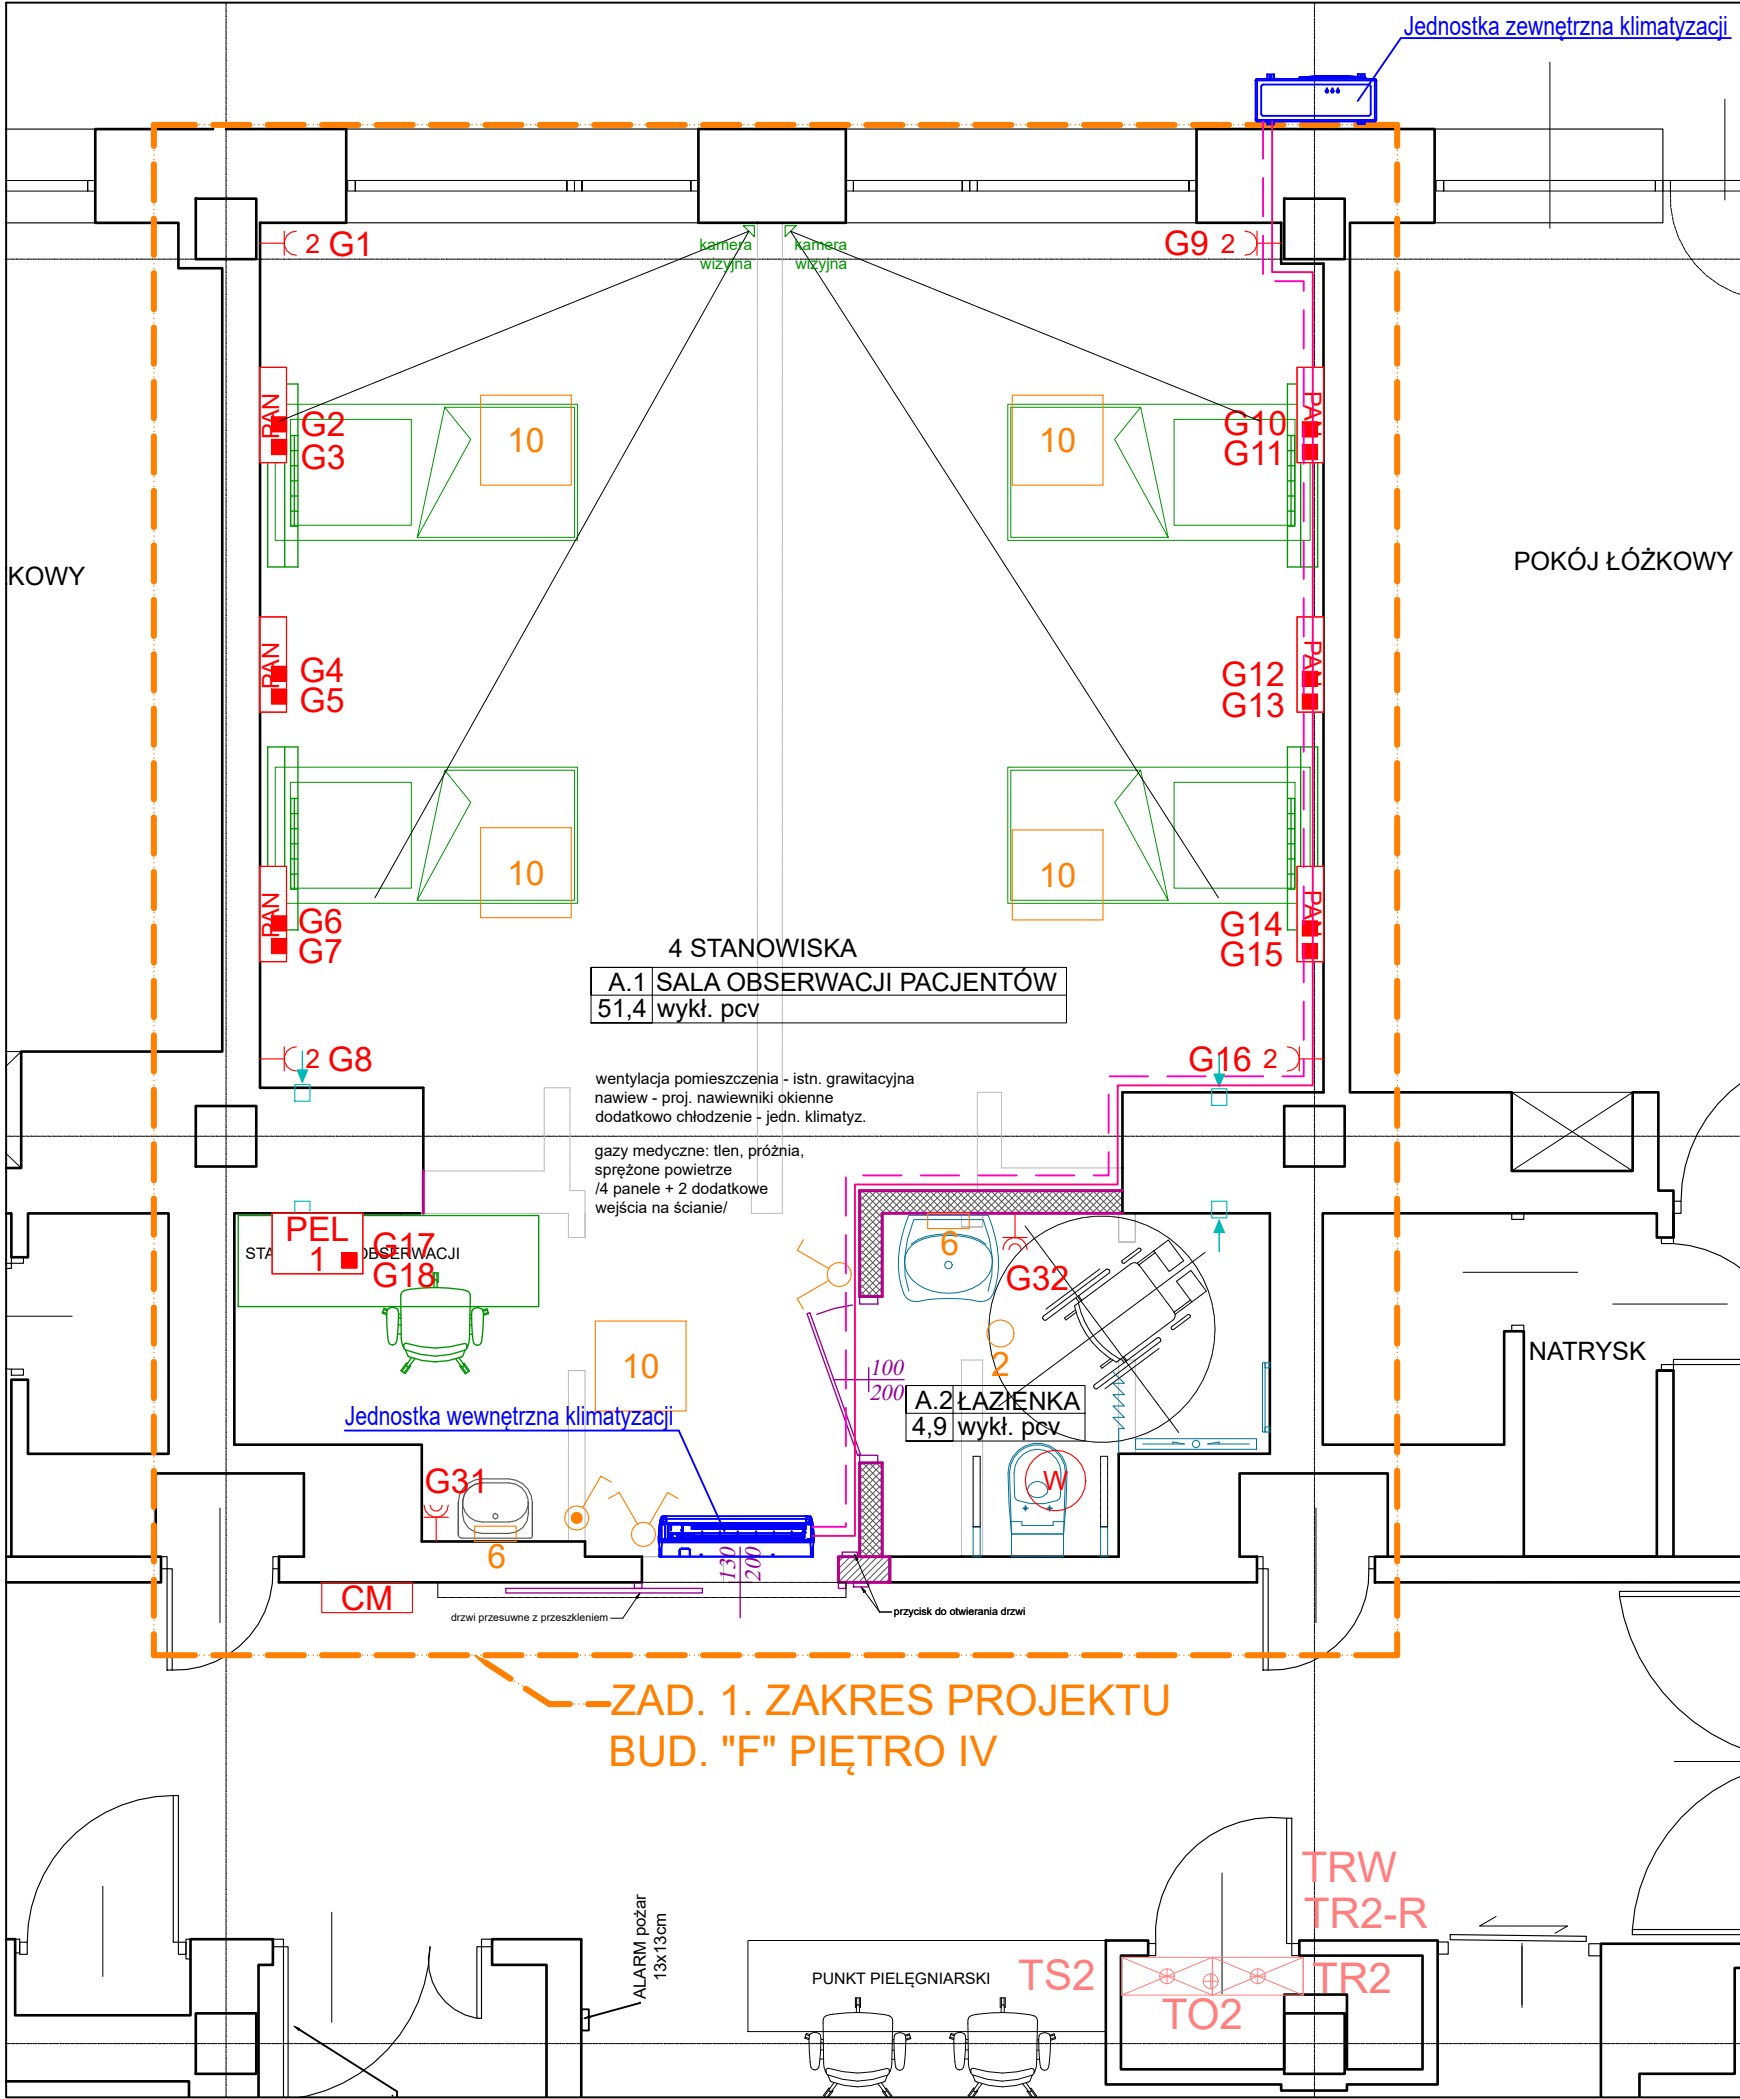 Jednostka zewnętrzna klimatyzacji
2 G1
kamera
wizyjna
kamera
wizyjna
G9 2
PAN
G2
G3
10
10
G10
G11
PAN
KOWY
POKÓJ ŁÓŻKOWY
PAN
G4
G5
G12
G13
PAN
PAN
G6
G7
10
10
G14
G15
PAN
4 STANOWISKA
A.1 SALA OBSERWACJI PACJENTÓW
51,4 wykł. pcv
2 G8
G16 2
wentylacja pomieszczenia - istn. grawitacyjna
nawiew - proj. nawiewniki okienne
dodatkowo chłodzenie - jedn. klimatyz.
gazy medyczne: tlen, próżnia,
sprężone powietrze
/4 panele + 2 dodatkowe
wejścia na ścianie/
PEL
1
G17
G18
STA
OBSERWACJI
6
G32
10
2
100
200
A.2 ŁAZIENKA
4,9 wykł. pcv
NATRYSK
Jednostka wewnętrzna klimatyzacji
G31
W
6
130
200
CM
drzwi przesuwne z przeszkleniem
przycisk do otwierania drzwi
ZAD. 1. ZAKRES PROJEKTU
BUD. "F" PIĘTRO IV
ALARM pożar
13x13cm
PUNKT PIELĘGNIARSKI
TRW
TR2-R
TS2
TR2
TO2